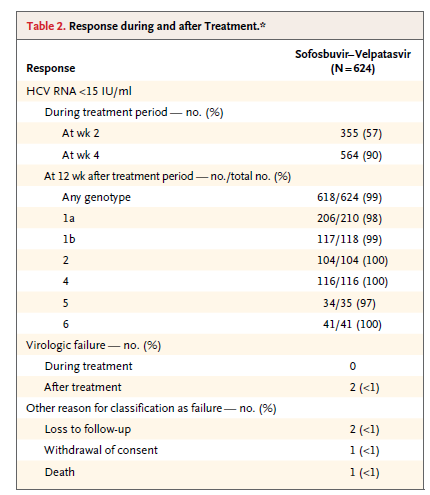 Table 2. Response during and after Treatment.*
Response Sofosbuvir–Velpatasvir (N=624)
HCV RNA <15 IU/ml
During treatment period — no. (%)
At wk 2 355 (57)
At wk 4 564 (90)
At 12 wk after treatment period — no./total no. (%)
Any genotype 618/624 (99)
1a 206/210 (98)
1b 117/118 (99)
2 104/104 (100)
4 116/116 (100)
5 34/35 (97)
6 41/41 (100)
Virologic failure — no. (%)
During treatment 0
After treatment 2 (<1)
Other reason for classification as failure — no. (%)
Loss to follow-up 2 (<1)
Withdrawal of consent 1 (<1)
Death 1 (<1)